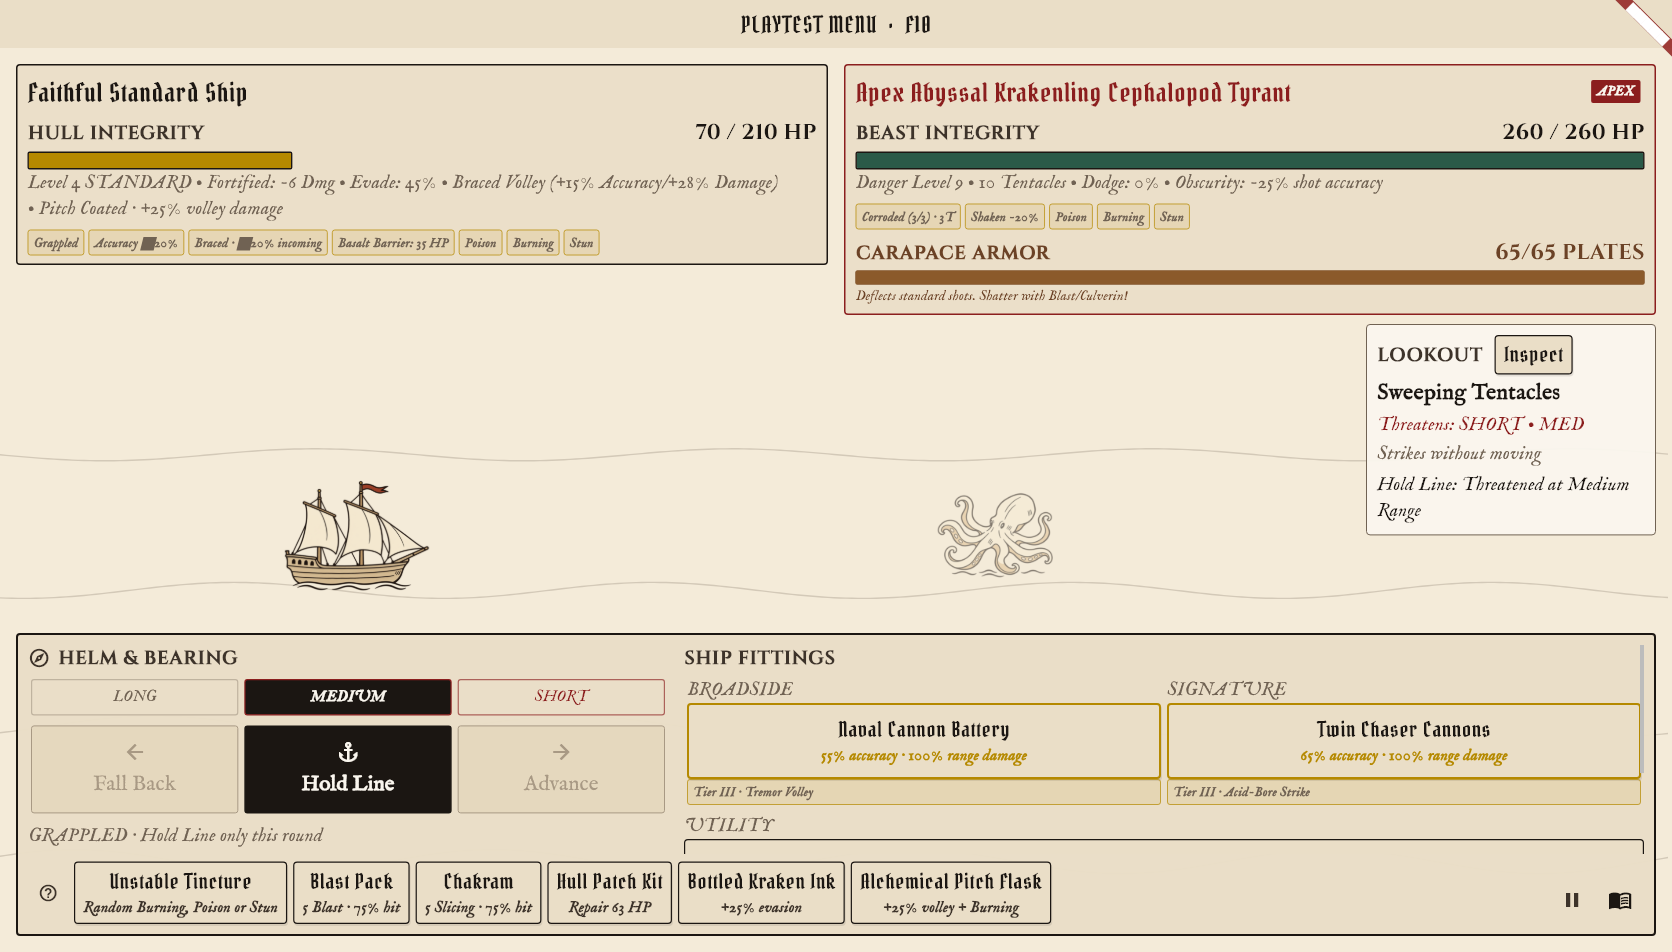 PLAYTEST MENU · F10
Faithful Standard Ship
HULL INTEGRITY 70 / 210 HP
Level 4 STANDARD • Fortified: -6 Dmg • Evade: 45% • Braced Volley (+15% Accuracy/+28% Damage)
• Pitch Coated · +25% volley damage
Grappled Accuracy 20% Braced · 20% incoming Basalt Barrier: 35 HP Poison Burning Stun
Apex Abyssal Krakenling Cephalopod Tyrant APEX
BEAST INTEGRITY 260 / 260 HP
Danger Level 9 • 10 Tentacles • Dodge: 0% • Obscurity: -25% shot accuracy
Corroded (3/3) · 3T Shaken -20% Poison Burning Stun
CARAPACE ARMOR 65/65 PLATES
Deflects standard shots. Shatter with Blast/Culverin!
LOOKOUT Inspect
Sweeping Tentacles
Threatens: SHORT • MED
Strikes without moving
Hold Line: Threatened at Medium
Range
HELM & BEARING
LONG MEDIUM SHORT
Fall Back Hold Line Advance
GRAPPLED · Hold Line only this round
SHIP FITTINGS
BROADSIDE SIGNATURE
Naval Cannon Battery Twin Chaser Cannons
55% accuracy · 100% range damage 65% accuracy · 100% range damage
Tier III · Tremor Volley Tier III · Acid-Bore Strike
UTILITY
Unstable Tincture Blast Pack Chakram Hull Patch Kit Bottled Kraken Ink Alchemical Pitch Flask
Random Burning, Poison or Stun 5 Blast · 75% hit 5 Slicing · 75% hit Repair 63 HP +25% evasion +25% volley + Burning